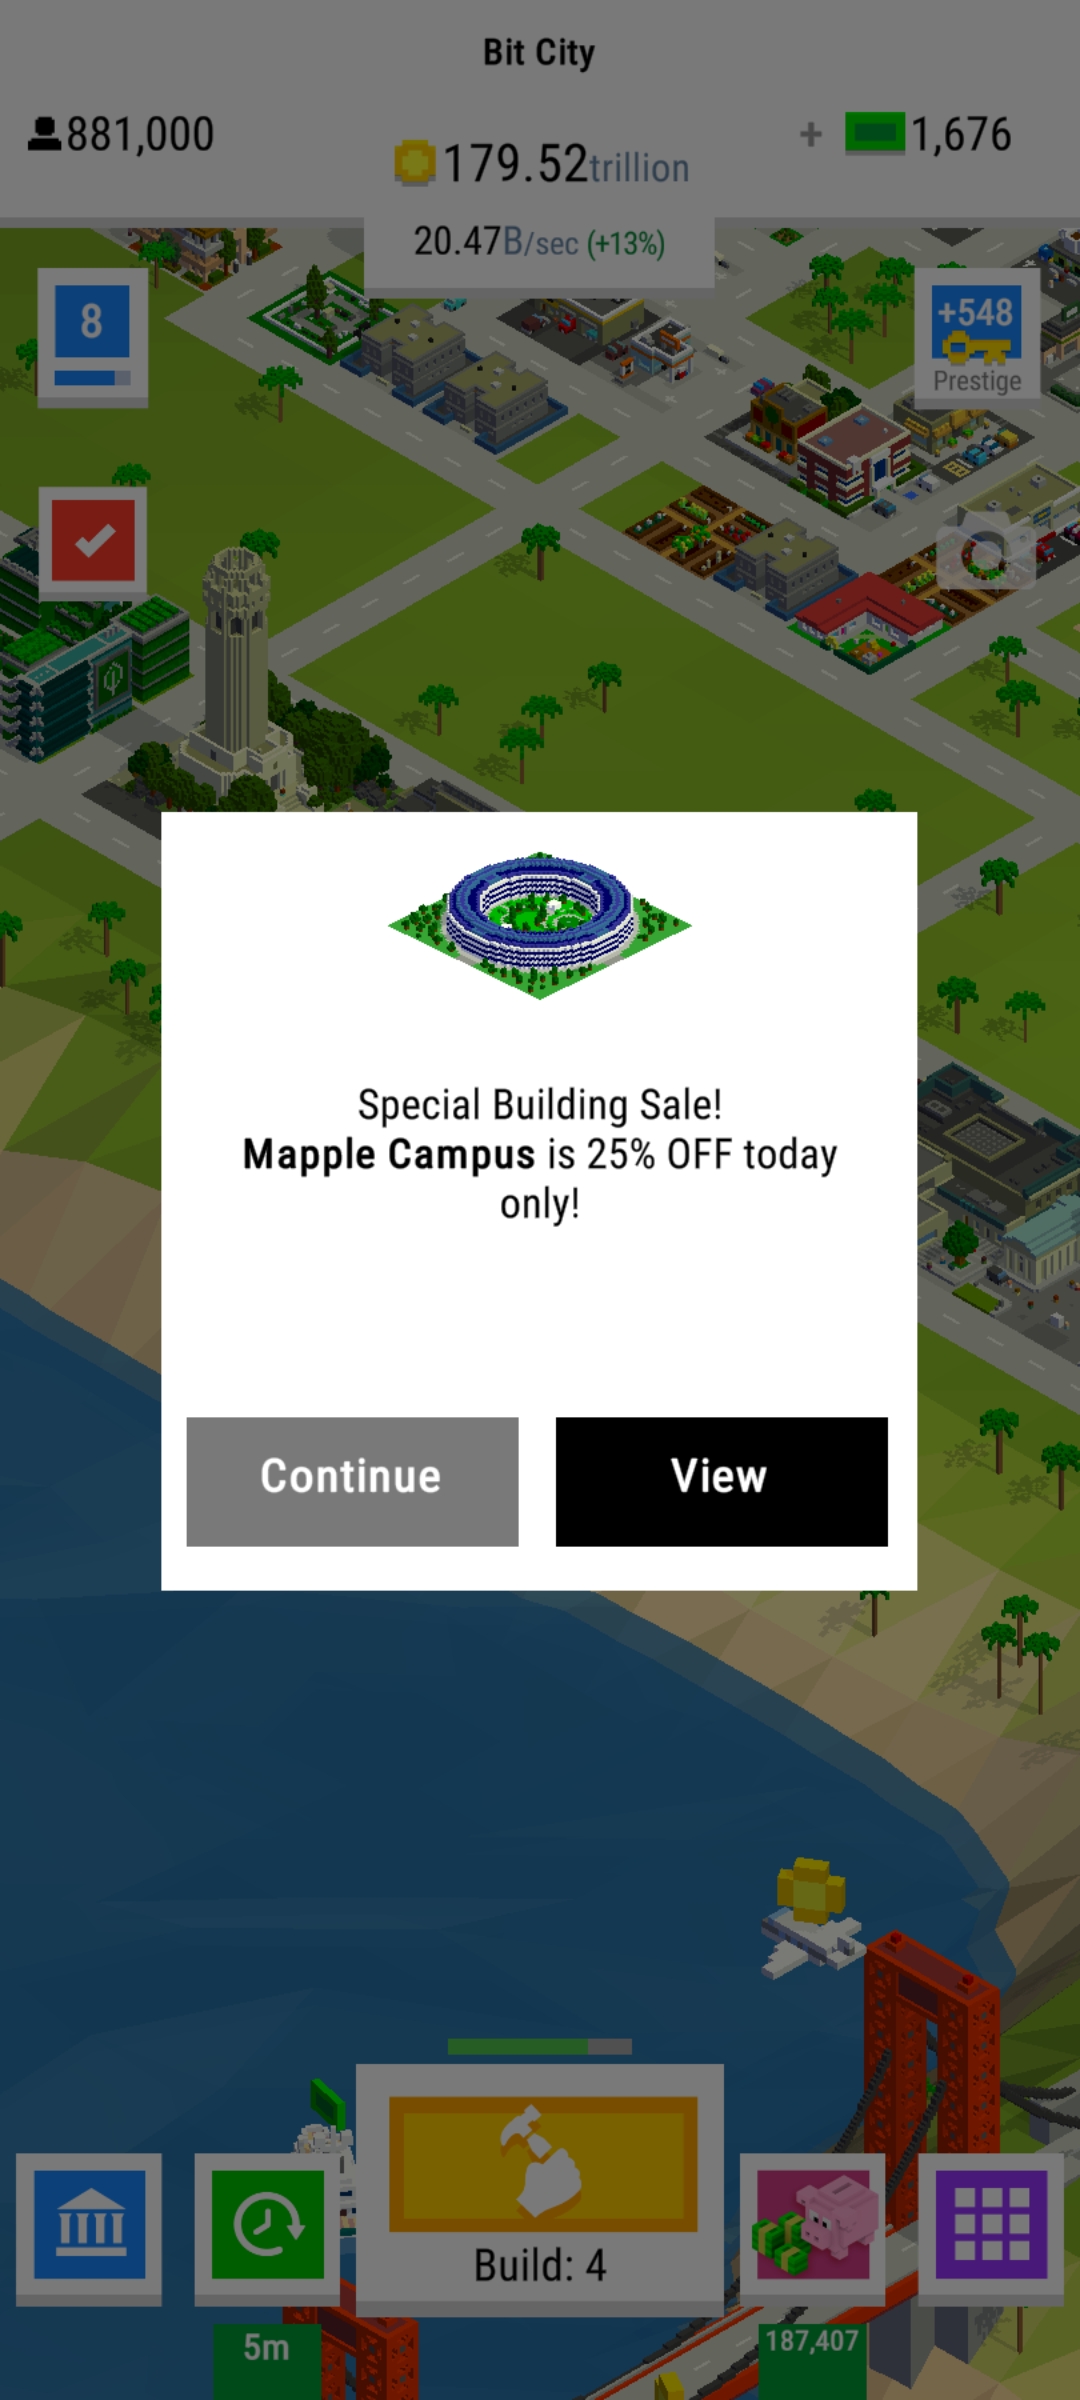 Bit City
881,000
179.52trillion
+ 1,676
20.47B/sec (+13%)
8
+548
Prestige
Special Building Sale!
Mapple Campus is 25% OFF today
only!
Continue
View
Build: 4
5m
187,407